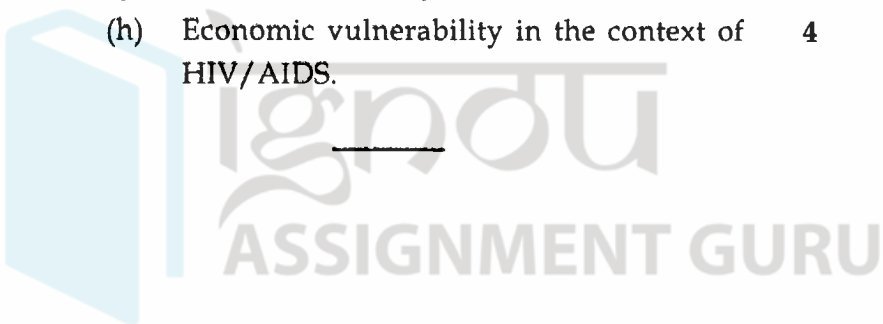 (h) Economic vulnerability in the context of 4
HIV/AIDS.
ignou
ASSIGNMENT GURU